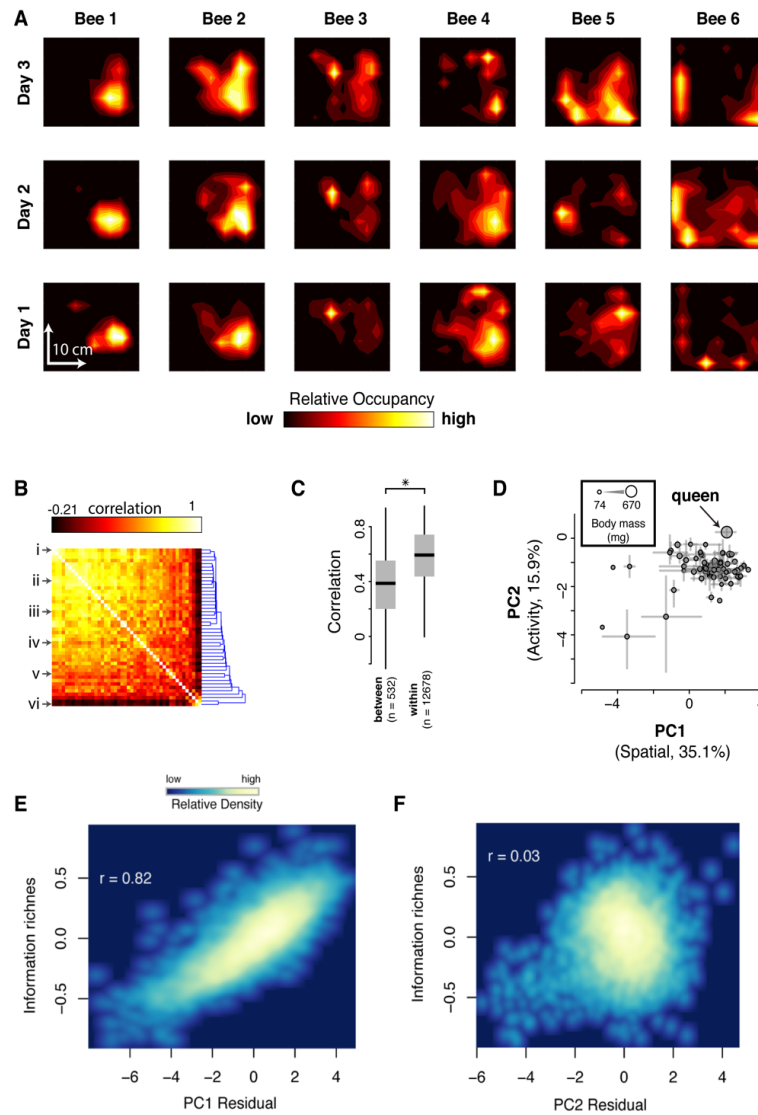 A
Bee 1 Bee 2 Bee 3 Bee 4 Bee 5 Bee 6
Day 3
Day 2
Day 1
10 cm
Relative Occupancy
low high
B
-0.21 correlation 1
i
ii
iii
iv
v
vi
C
*
Correlation
0.8
0.4
0
between
(n = 532)
within
(n = 12678)
D
74 670
Body mass
(mg)
queen
PC2
(Activity, 15.9%)
0
−2
−4
−4 0 4
PC1
(Spatial, 35.1%)
low high
Relative Density
E
r = 0.82
Information richnes
0.5
0.0
−0.5
−6 −4 −2 0 2 4
PC1 Residual
F
r = 0.03
Information richnes
0.5
0.0
−0.5
−6 −4 −2 0 2 4
PC2 Residual